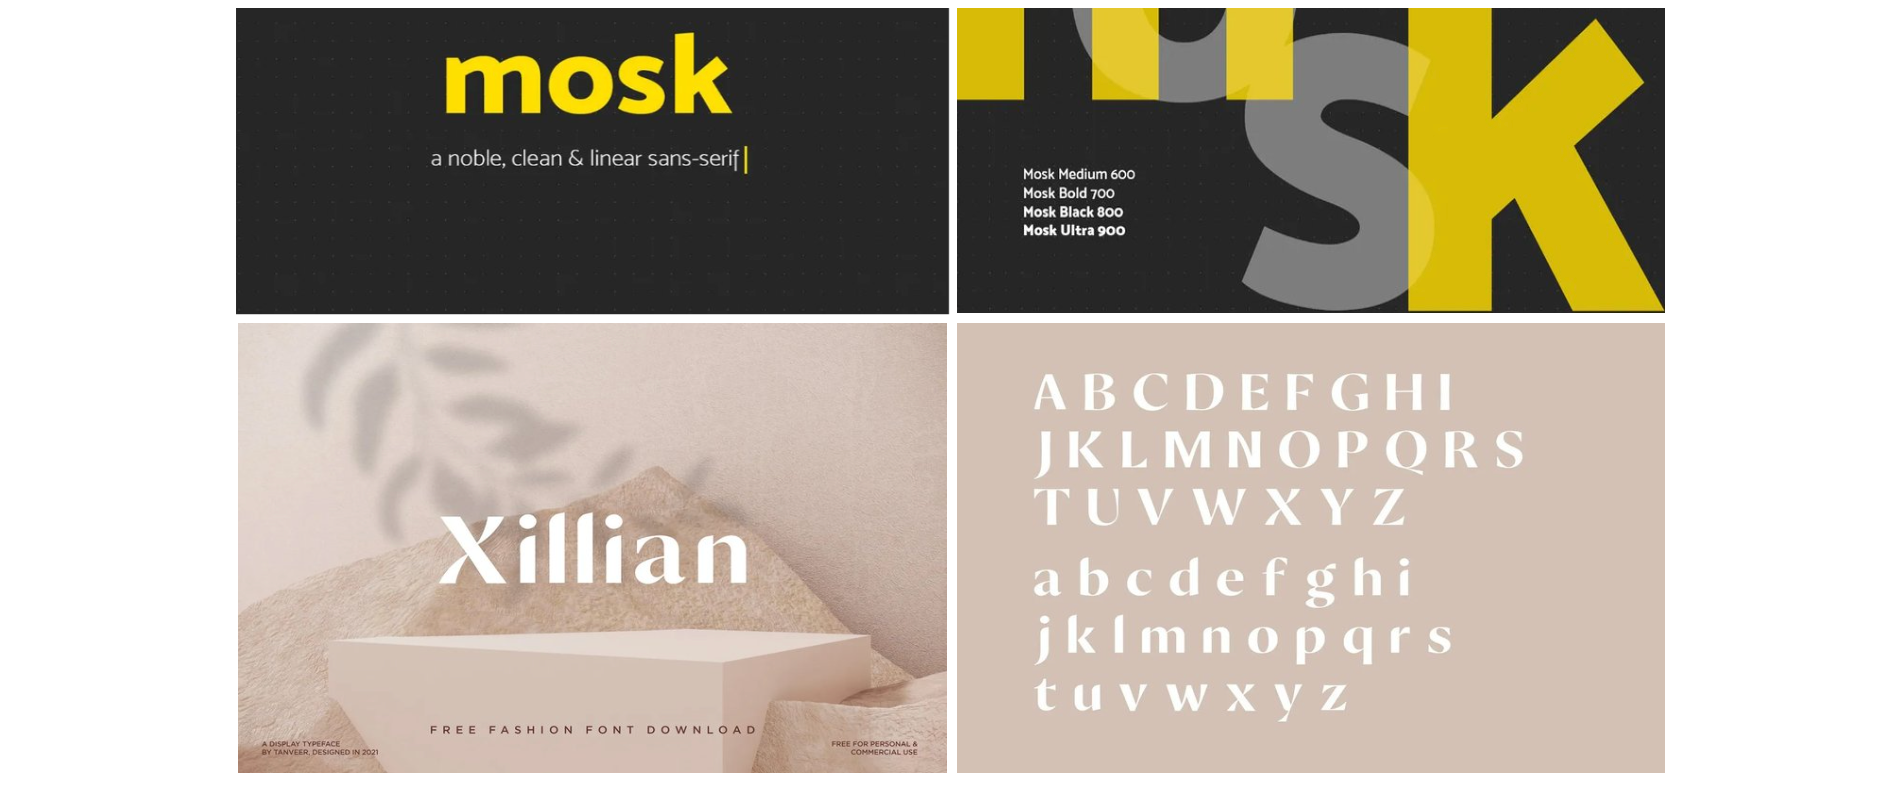 mosk
a noble, clean & linear sans-serif
sk
Mosk Medium 600
Mosk Bold 700
Mosk Black 800
Mosk Ultra 900
Xillian
FREE FASHION FONT DOWNLOAD
A DISPLAY TYPEFACE
BY TANVEER, DESIGNED IN 2021
FREE FOR PERSONAL &
COMMERCIAL USE
A B C D E F G H I
J K L M N O P Q R S
T U V W X Y Z
a b c d e f g h i
j k l m n o p q r s
t u v w x y z